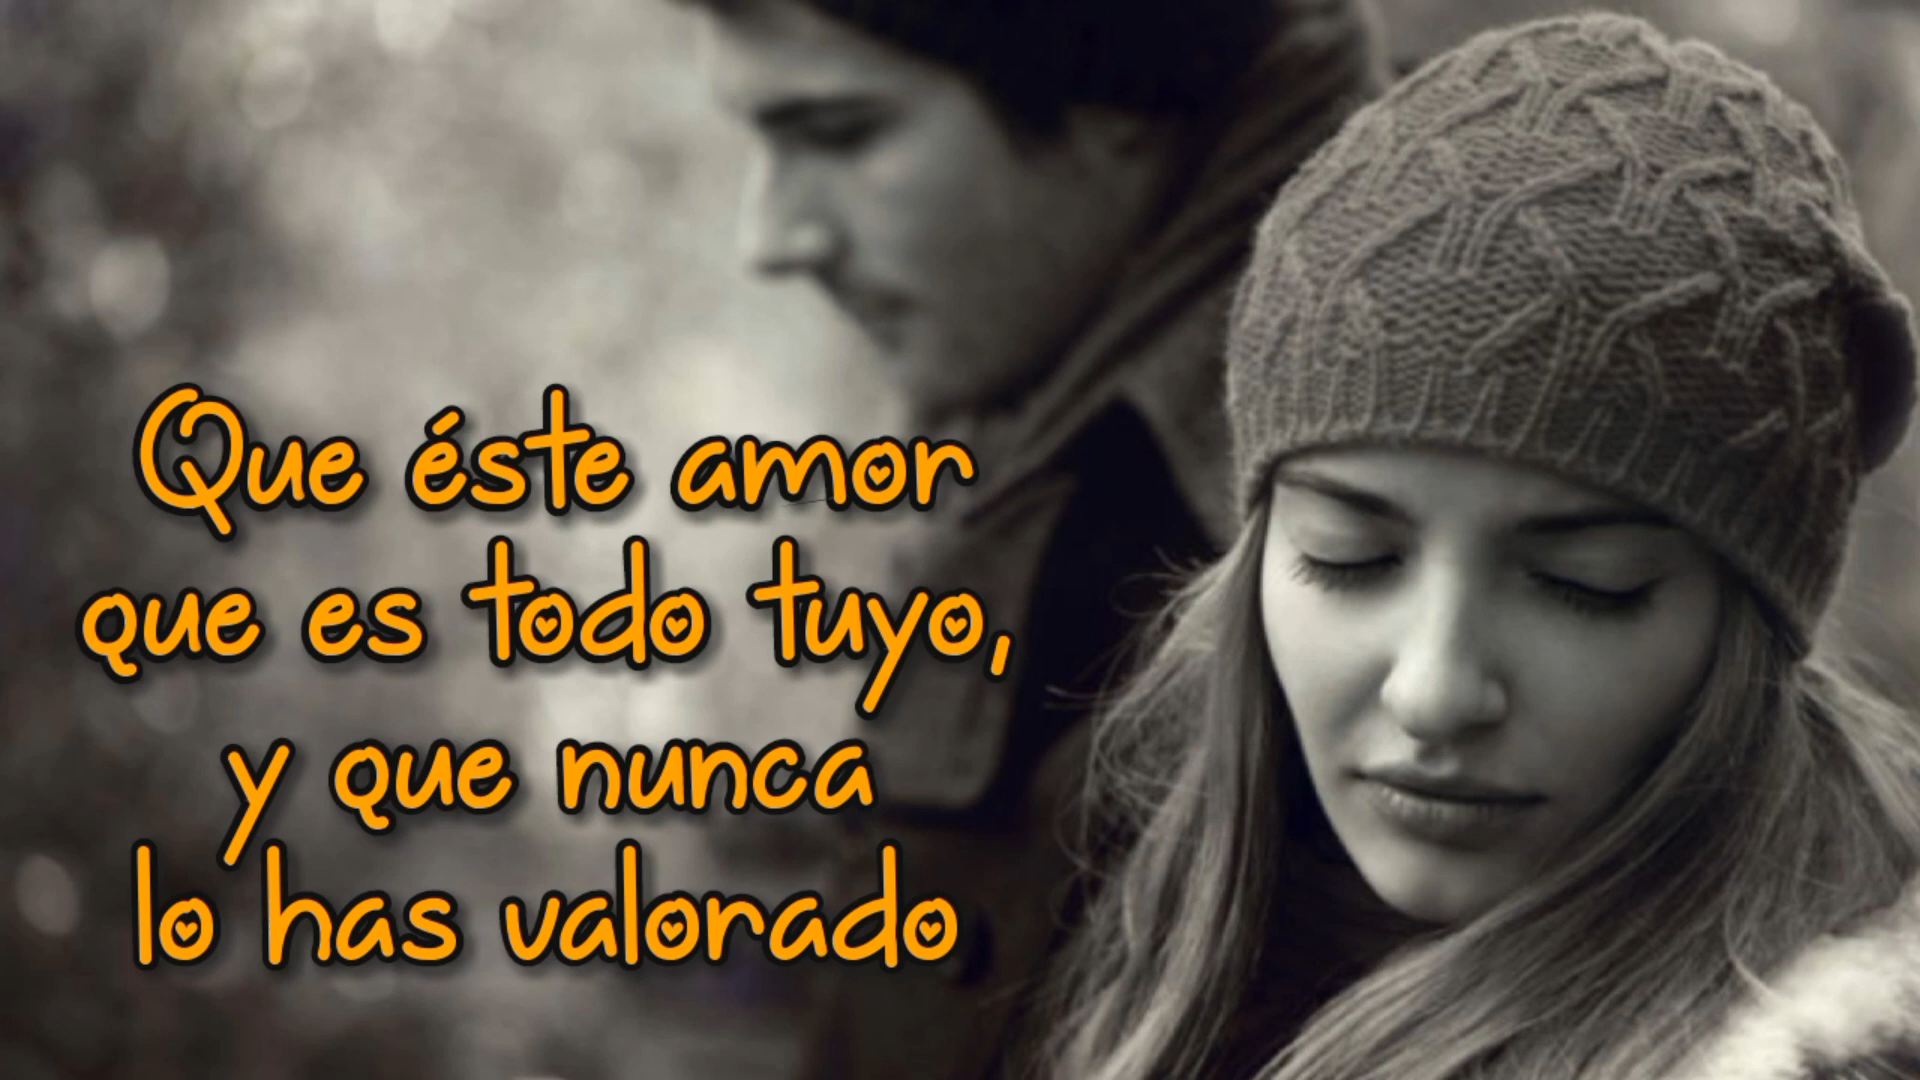 Que éste amor
que es todo tuyo,
y que nunca
lo has valorado